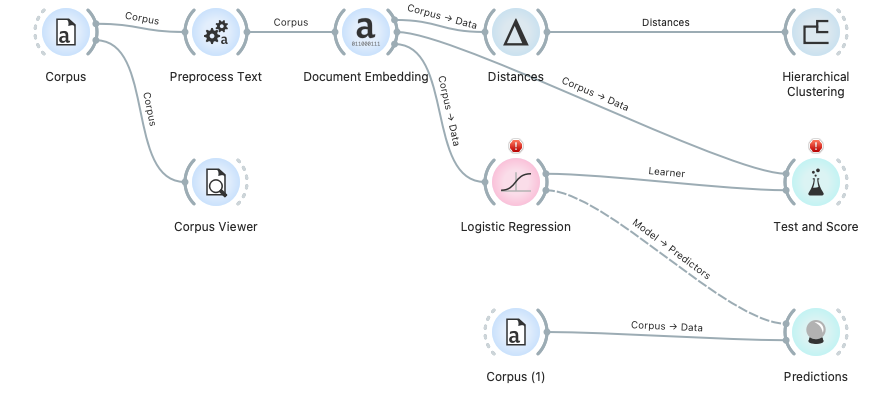 Corpus
Corpus → Data
Corpus
Distances
a
a
a
011000111
Corpus
Preprocess Text
Document Embedding
Distances
Hierarchical
Clustering
Corpus
Corpus → Data
Corpus → Data
Learner
Corpus Viewer
Logistic Regression
Test and Score
Model → Predictors
a
Corpus → Data
Corpus (1)
Predictions